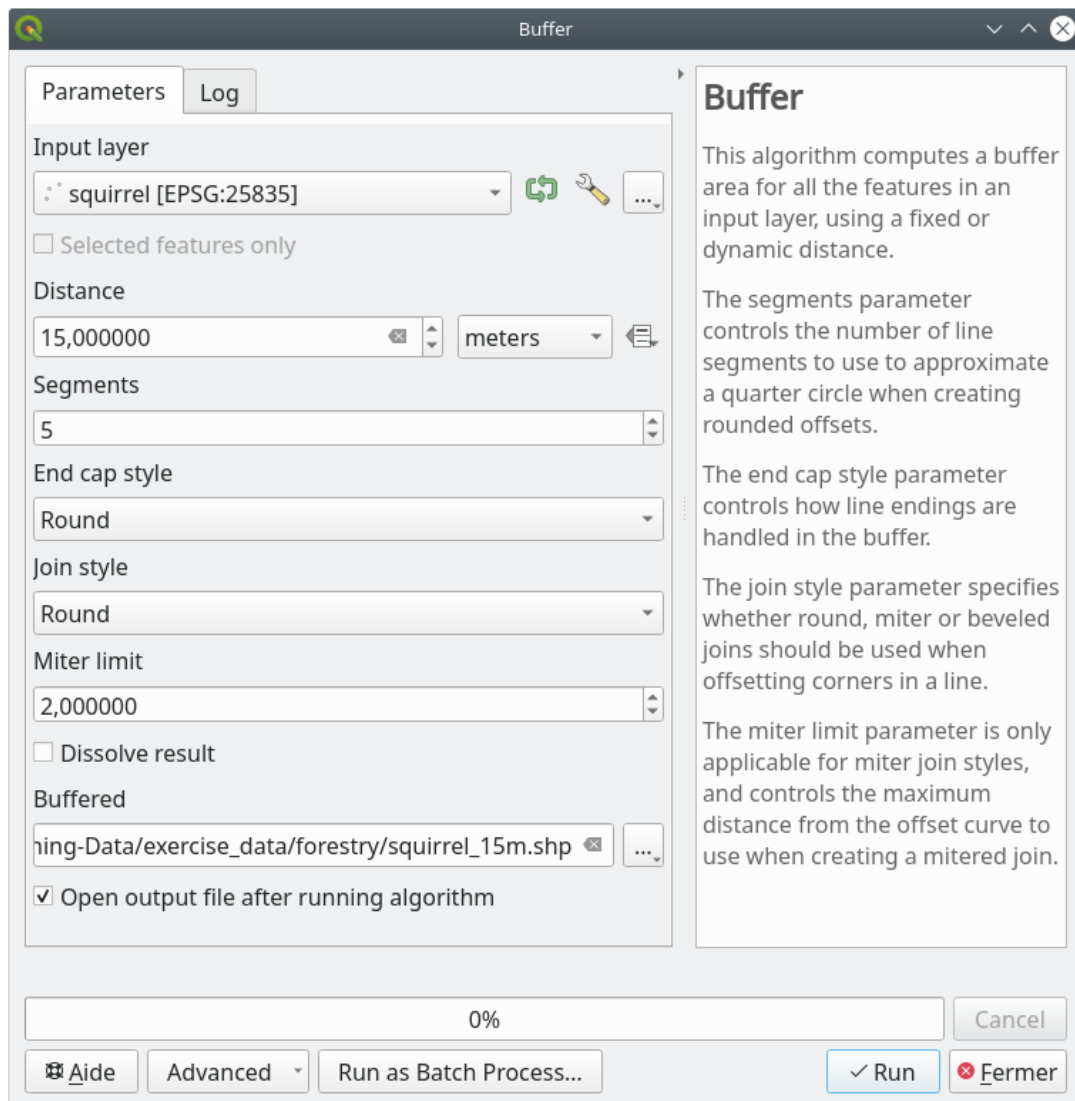 Buffer
Parameters
Log
Input layer
squirrel [EPSG:25835]
...
Selected features only
Distance
15,000000
meters
Segments
5
End cap style
Round
Join style
Round
Miter limit
2,000000
Dissolve result
Buffered
ning-Data/exercise_data/forestry/squirrel_15m.shp
...
Open output file after running algorithm
Buffer
This algorithm computes a buffer
area for all the features in an
input layer, using a fixed or
dynamic distance.
The segments parameter
controls the number of line
segments to use to approximate
a quarter circle when creating
rounded offsets.
The end cap style parameter
controls how line endings are
handled in the buffer.
The join style parameter specifies
whether round, miter or beveled
joins should be used when
offsetting corners in a line.
The miter limit parameter is only
applicable for miter join styles,
and controls the maximum
distance from the offset curve to
use when creating a mitered join.
0%
Cancel
Aide
Advanced
Run as Batch Process...
Run
Fermer